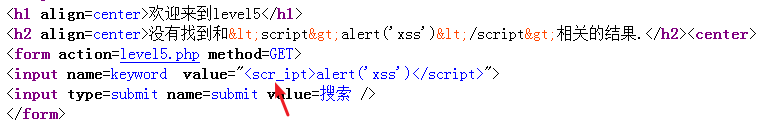 <h1 align=center>欢迎来到level5</h1>
<h2 align=center>没有找到和&lt;script&gt;alert('xss')&lt;/script&gt;相关的结果.</h2><center>
<form action=level5.php method=GET>
<input name=keyword  value="<scr_ipt>alert('xss')</script>">
<input type=submit name=submit value=搜索 />
</form>